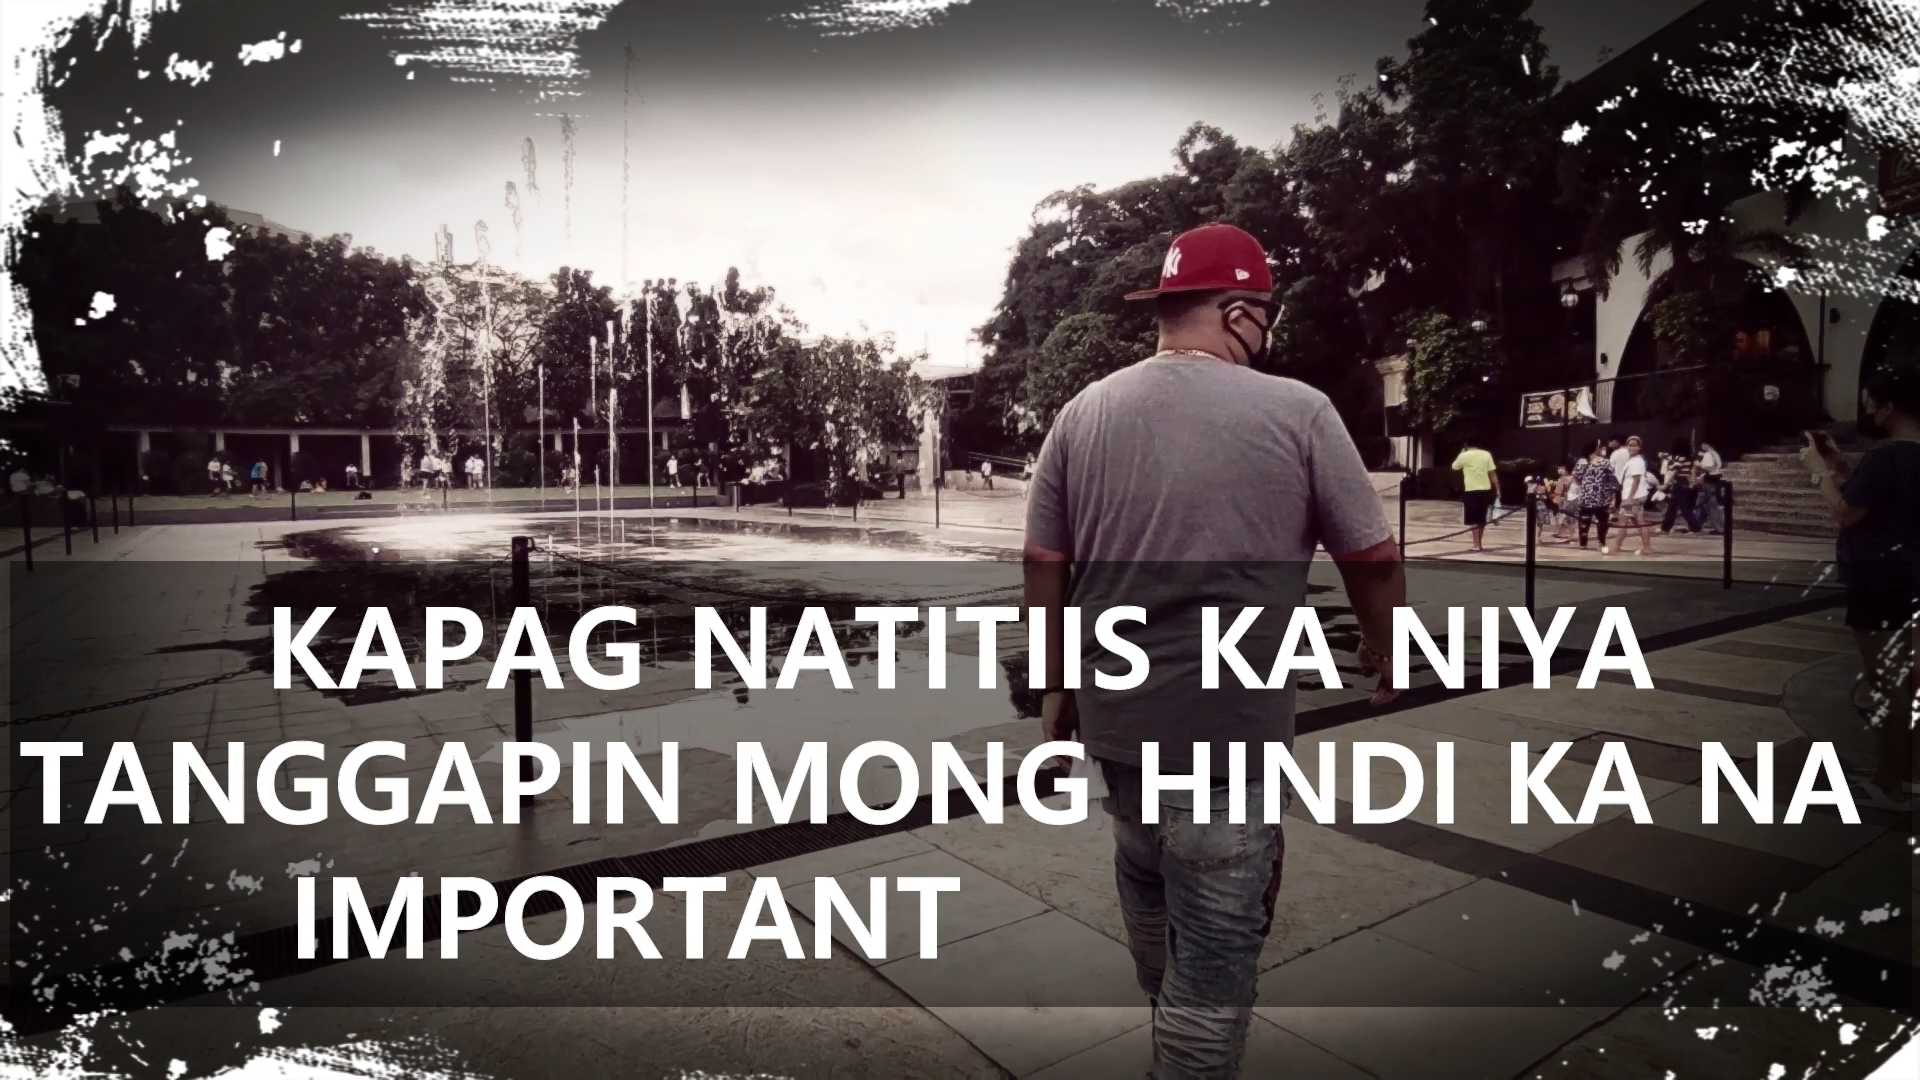 KAPAG NATITIIS KA NIYA
TANGGAPIN MONG HINDI KA NA
IMPORTANT